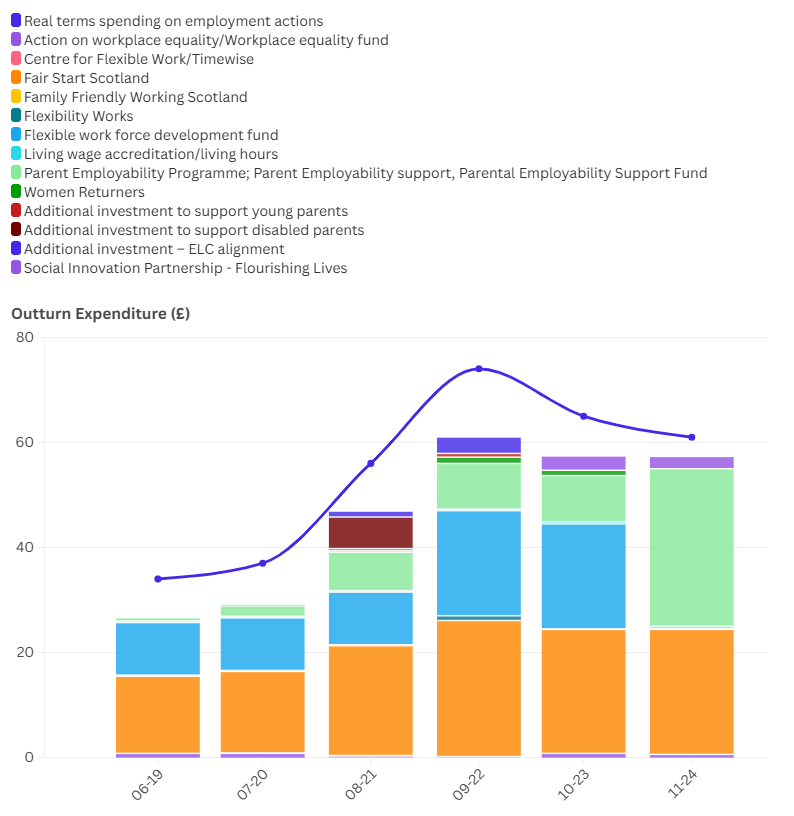 Real terms spending on employment actions
Action on workplace equality/Workplace equality fund
Centre for Flexible Work/Timewise
Fair Start Scotland
Family Friendly Working Scotland
Flexibility Works
Flexible work force development fund
Living wage accreditation/living hours
Parent Employability Programme; Parent Employability support, Parental Employability Support Fund
Women Returners
Additional investment to support young parents
Additional investment to support disabled parents
Additional investment – ELC alignment
Social Innovation Partnership - Flourishing Lives
Outturn Expenditure (£)
80
60
40
20
0
06-19
07-20
08-21
09-22
10-23
11-24